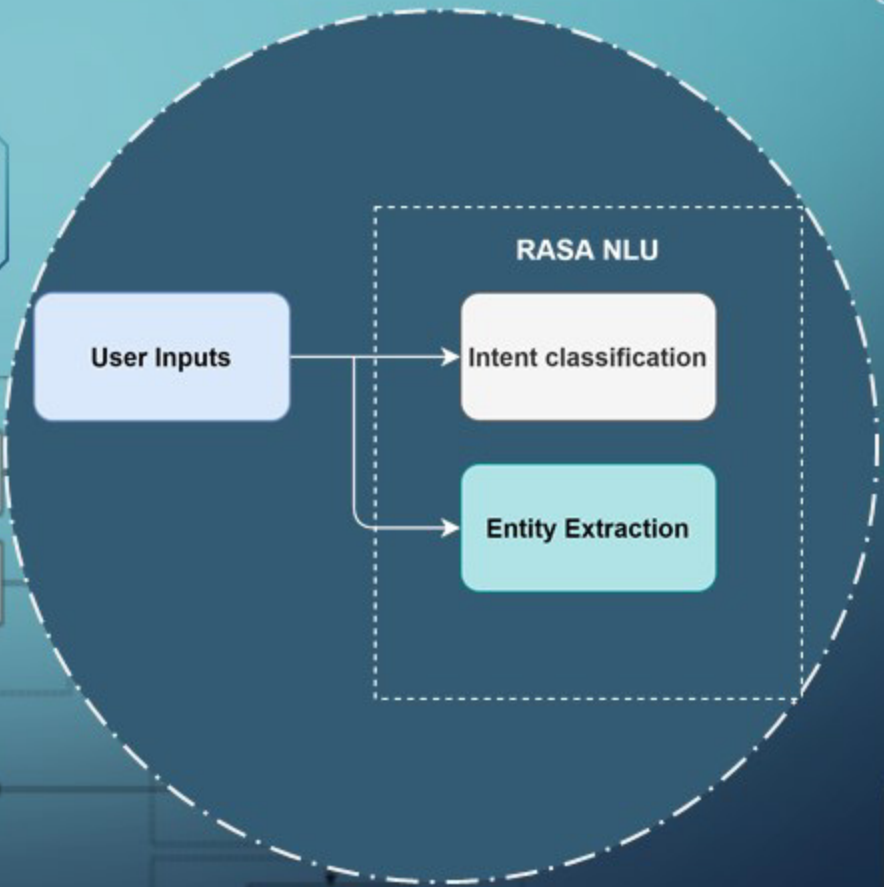 RASA NLU
User Inputs
Intent classification
Entity Extraction